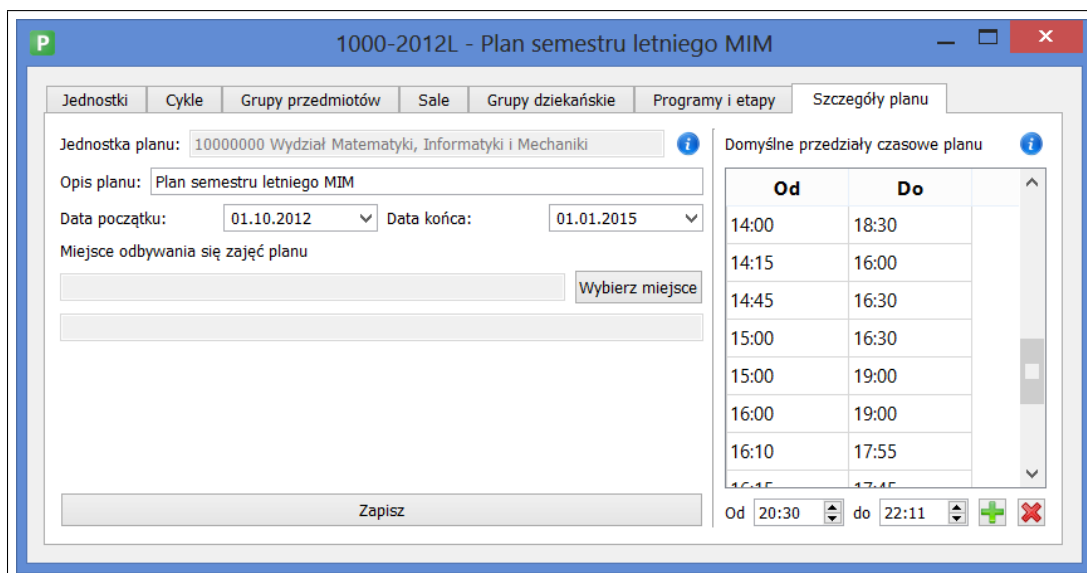 P
1000-2012L - Plan semestru letniego MIM
Jednostki
Cykle
Grupy przedmiotów
Sale
Grupy dziekańskie
Programy i etapy
Szczegóły planu
Jednostka planu: 10000000 Wydział Matematyki, Informatyki i Mechaniki
Opis planu: Plan semestru letniego MIM
Data początku: 01.10.2012 Data końca: 01.01.2015
Miejsce odbywania się zajęć planu
Wybierz miejsce
Zapisz
Domyślne przedziały czasowe planu
Od Do
14:00 18:30
14:15 16:00
14:45 16:30
15:00 16:30
15:00 19:00
16:00 19:00
16:10 17:55
16:15 17:45
Od 20:30 do 22:11